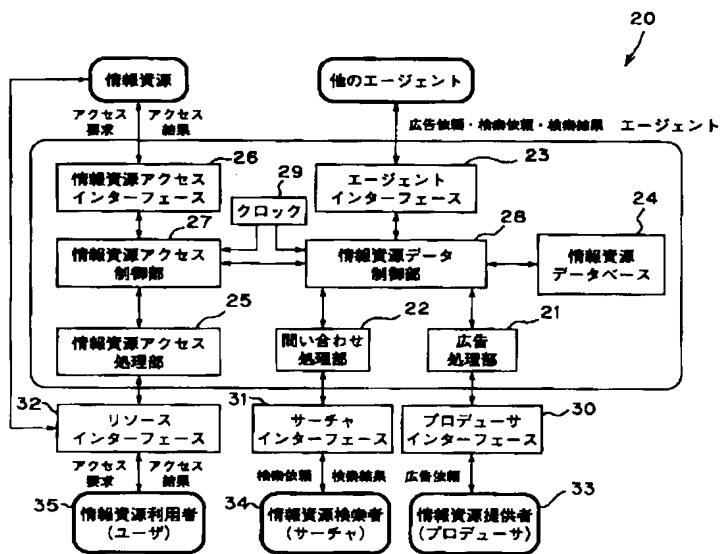 20
情報資源
他のエージェント
アクセス
要求
アクセス
結果
広告依頼・検索依頼・検索結果
エージェント
26
情報資源アクセス
インターフェース
29
クロック
23
エージェント
インターフェース
27
情報資源アクセス
制御部
28
情報資源データ
制御部
24
情報資源
データベース
25
情報資源アクセス
処理部
22
問い合わせ
処理部
21
広告
処理部
32
リソース
インターフェース
31
サーチャ
インターフェース
30
プロデューサ
インターフェース
アクセス
要求
アクセス
結果
検索依頼
検索結果
広告依頼
35
情報資源利用者
(ユーザ)
34
情報資源検索者
(サーチャ)
33
情報資源提供者
(プロデューサ)